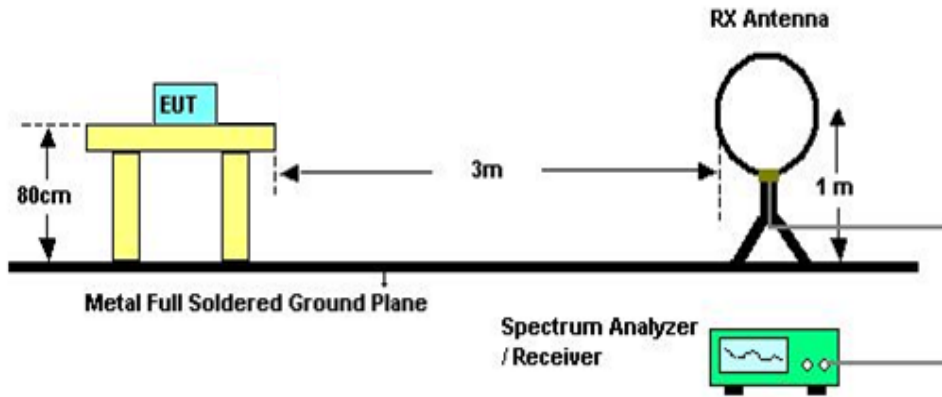 RX Antenna
EUT
80cm
3m
1 m
Metal Full Soldered Ground Plane
Spectrum Analyzer
/ Receiver